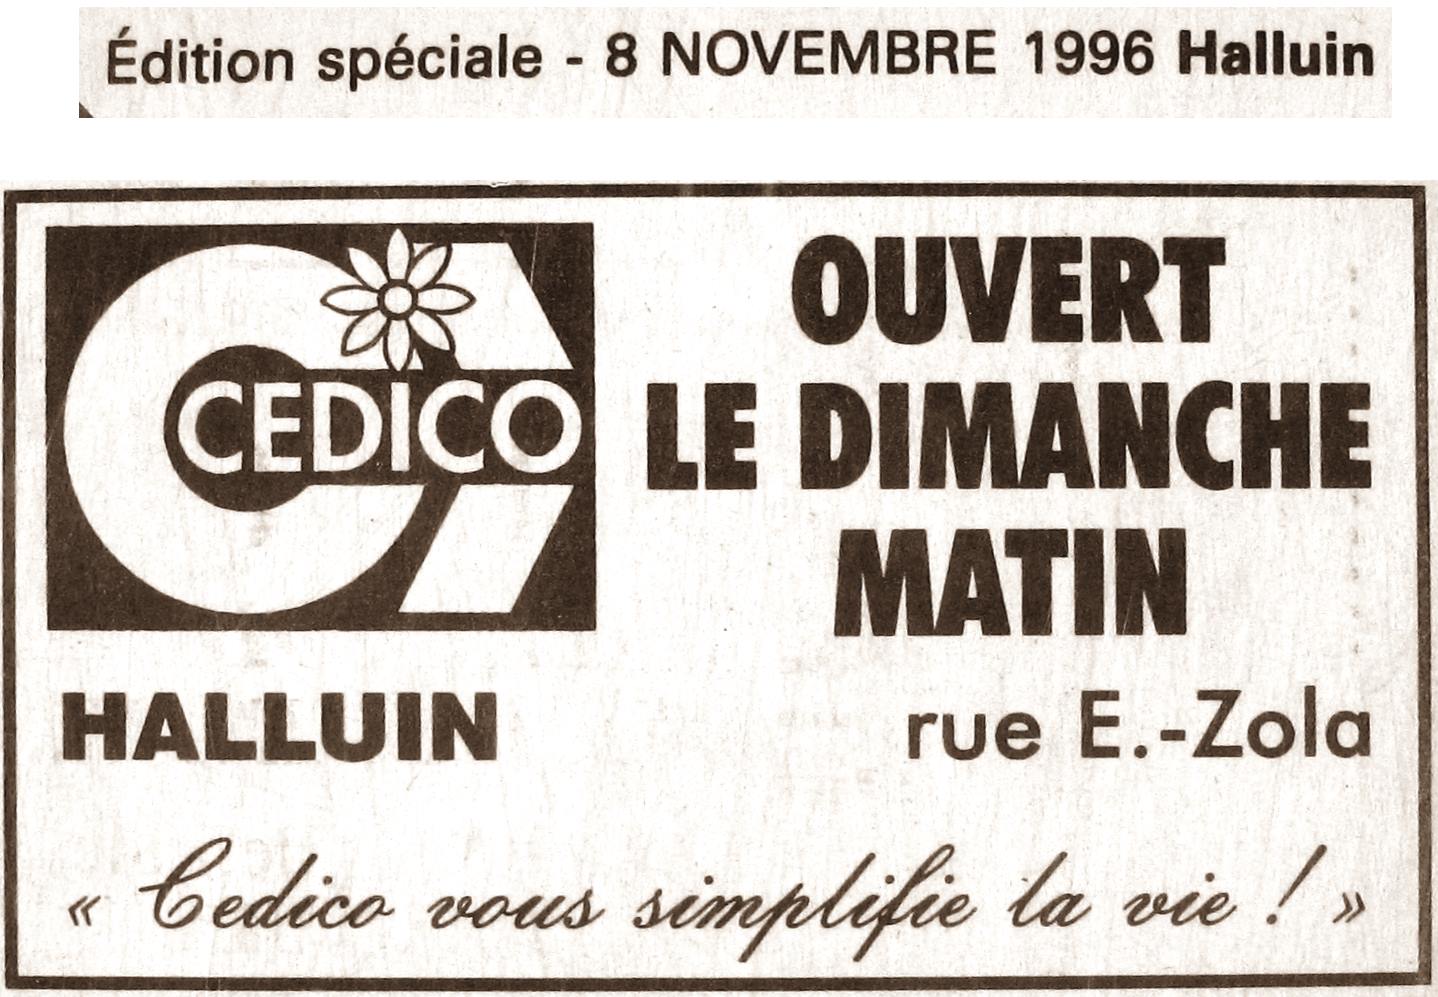 Édition spéciale - 8 NOVEMBRE 1996 Halluin
CEDICO
OUVERT
LE DIMANCHE
MATIN
HALLUIN
rue E.-Zola
« Cedico vous simplifie la vie ! »